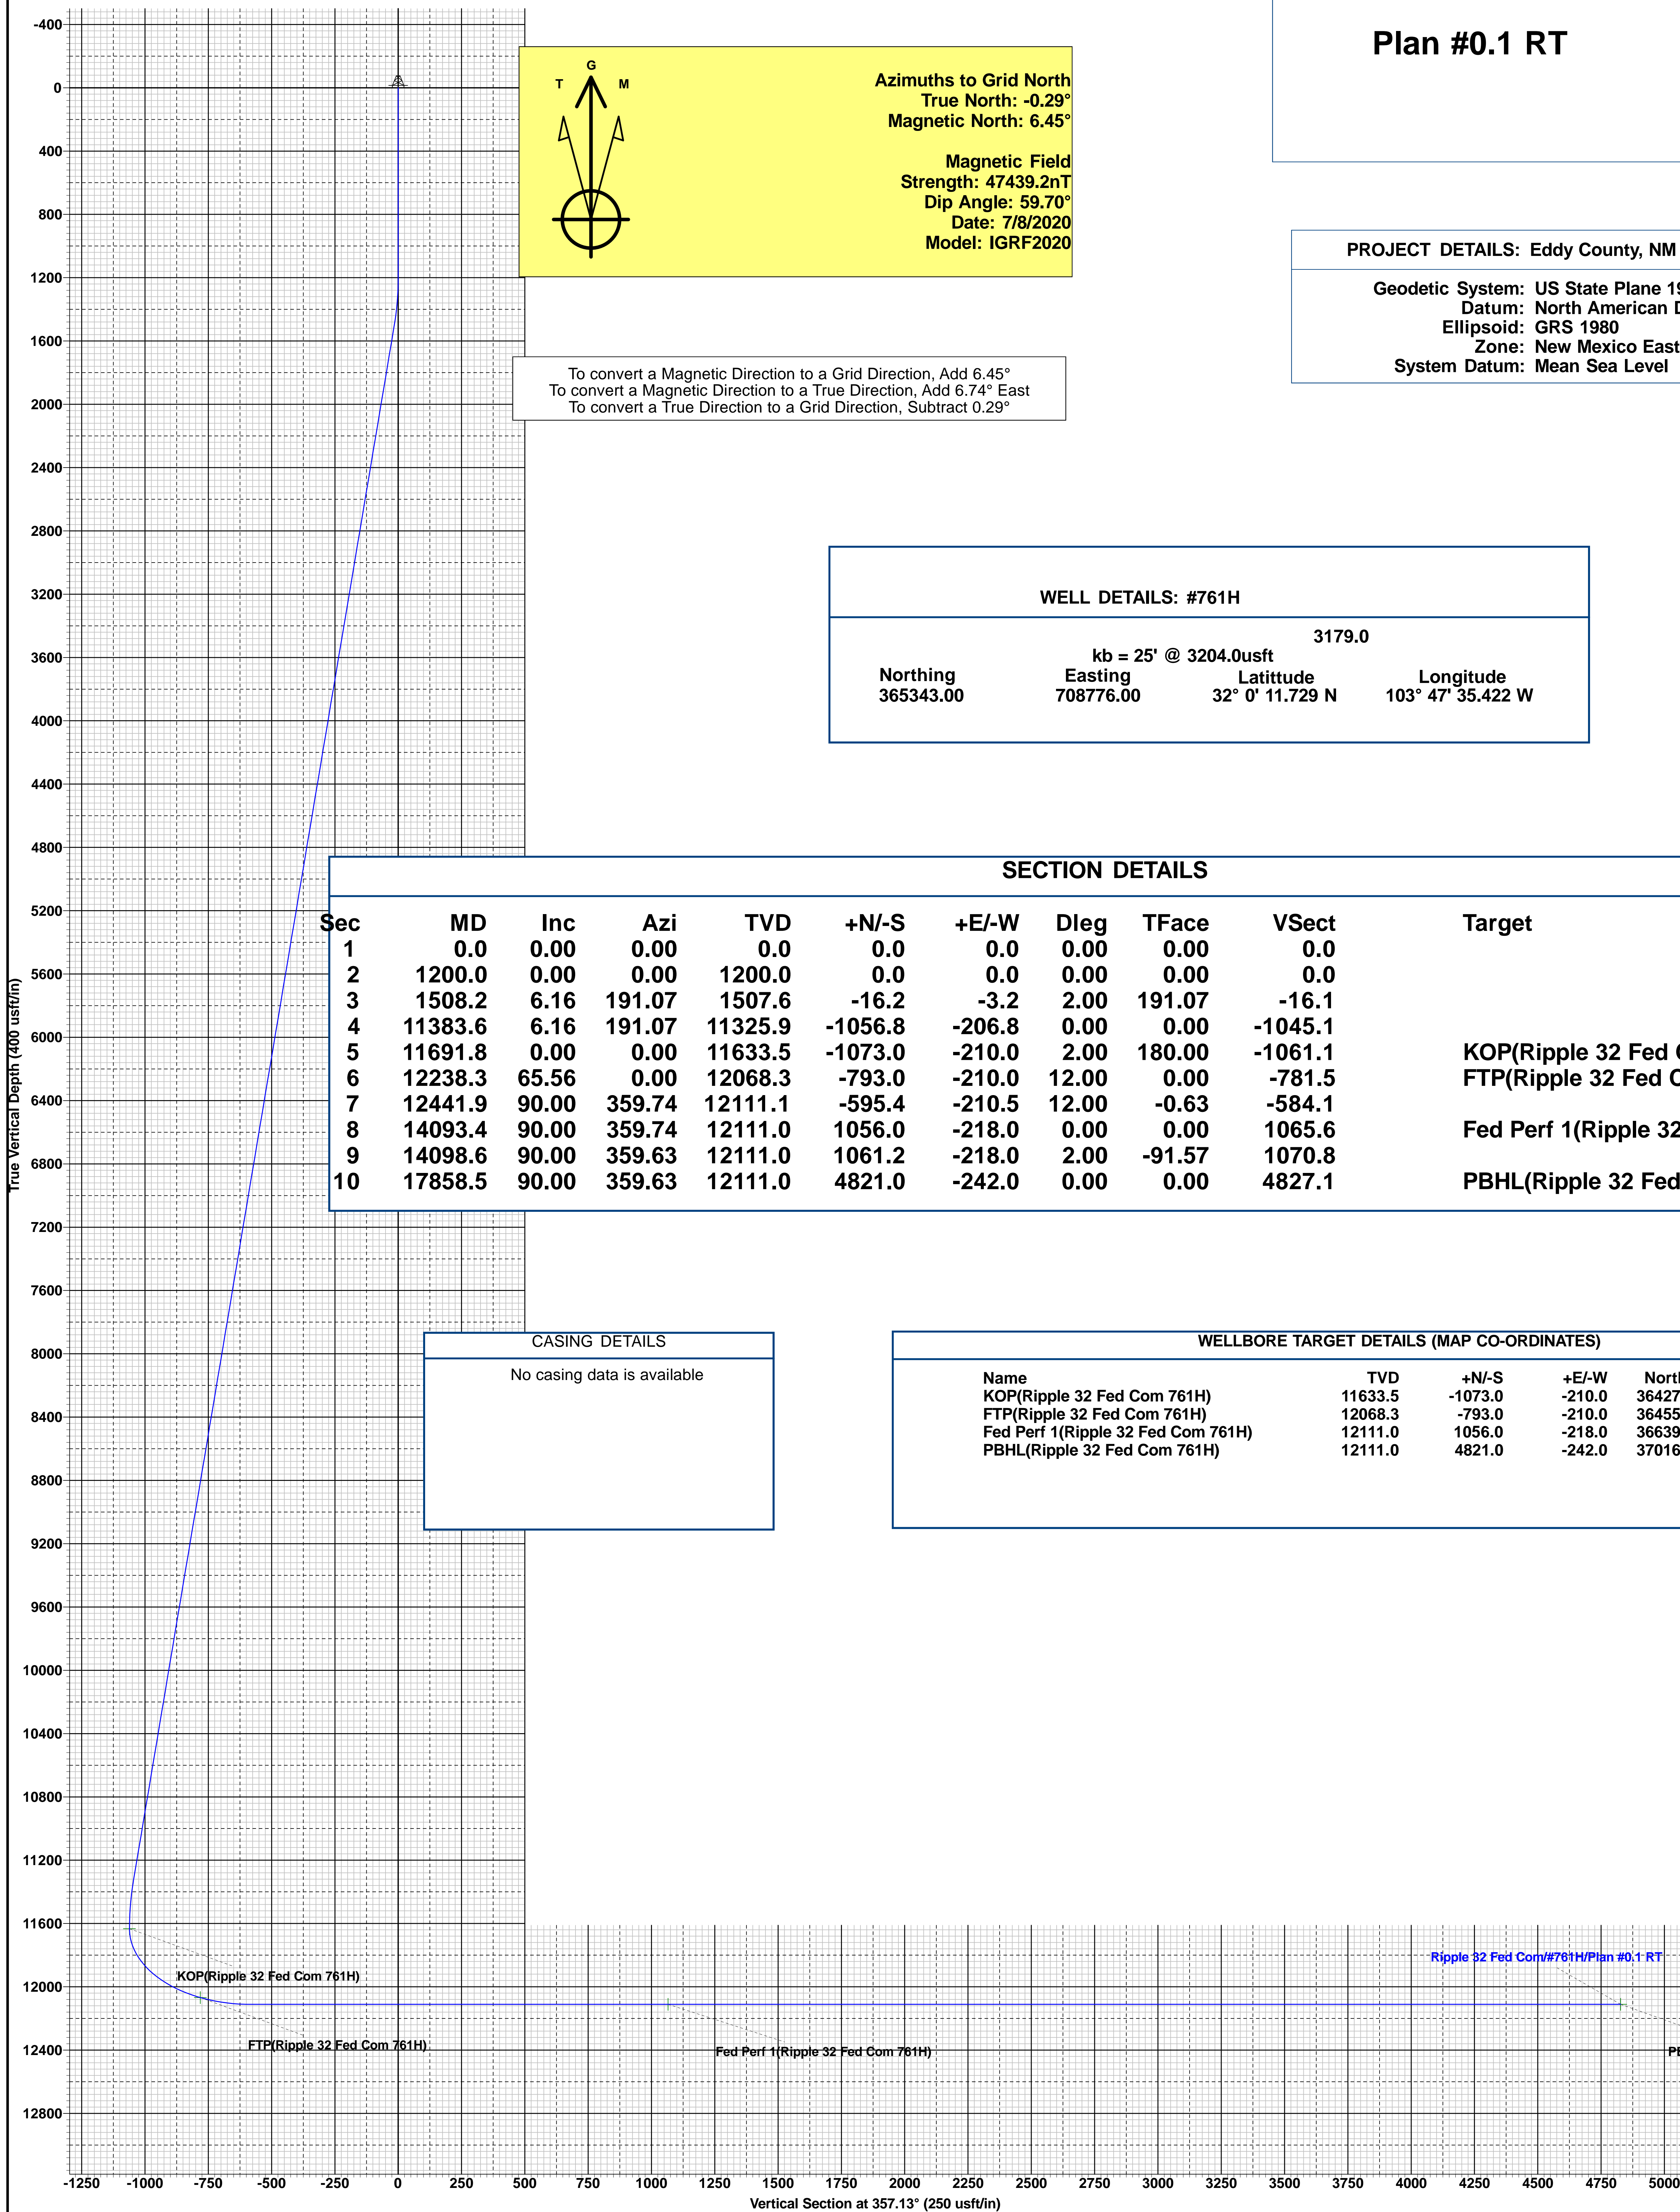 Plan #0.1 RT
G
T M
Azimuths to Grid North
True North: -0.29°
Magnetic North: 6.45°
Magnetic Field
Strength: 47439.2nT
Dip Angle: 59.70°
Date: 7/8/2020
Model: IGRF2020
PROJECT DETAILS: Eddy County, NM
Geodetic System: US State Plane 19
Datum: North American D
Ellipsoid: GRS 1980
Zone: New Mexico East
System Datum: Mean Sea Level
To convert a Magnetic Direction to a Grid Direction, Add 6.45°
To convert a Magnetic Direction to a True Direction, Add 6.74° East
To convert a True Direction to a Grid Direction, Subtract 0.29°
WELL DETAILS: #761H
3179.0
kb = 25' @ 3204.0usft
Northing Easting Latittude Longitude
365343.00 708776.00 32° 0' 11.729 N 103° 47' 35.422 W
SECTION DETAILS
Sec MD Inc Azi TVD +N/-S +E/-W Dleg TFace VSect Target
1 0.0 0.00 0.00 0.0 0.0 0.0 0.00 0.00 0.0
2 1200.0 0.00 0.00 1200.0 0.0 0.0 0.00 0.00 0.0
3 1508.2 6.16 191.07 1507.6 -16.2 -3.2 2.00 191.07 -16.1
4 11383.6 6.16 191.07 11325.9 -1056.8 -206.8 0.00 0.00 -1045.1
5 11691.8 0.00 0.00 11633.5 -1073.0 -210.0 2.00 180.00 -1061.1 KOP(Ripple 32 Fed
6 12238.3 65.56 0.00 12068.3 -793.0 -210.0 12.00 0.00 -781.5 FTP(Ripple 32 Fed
7 12441.9 90.00 359.74 12111.1 -595.4 -210.5 12.00 -0.63 -584.1
8 14093.4 90.00 359.74 12111.0 1056.0 -218.0 0.00 0.00 1065.6 Fed Perf 1(Ripple 32
9 14098.6 90.00 359.63 12111.0 1061.2 -218.0 2.00 -91.57 1070.8
10 17858.5 90.00 359.63 12111.0 4821.0 -242.0 0.00 0.00 4827.1 PBHL(Ripple 32 Fed
CASING DETAILS
No casing data is available
WELLBORE TARGET DETAILS (MAP CO-ORDINATES)
Name TVD +N/-S +E/-W North
KOP(Ripple 32 Fed Com 761H) 11633.5 -1073.0 -210.0 36427
FTP(Ripple 32 Fed Com 761H) 12068.3 -793.0 -210.0 36455
Fed Perf 1(Ripple 32 Fed Com 761H) 12111.0 1056.0 -218.0 36639
PBHL(Ripple 32 Fed Com 761H) 12111.0 4821.0 -242.0 37016
True Vertical Depth (400 usft/in)
-400
0
400
800
1200
1600
2000
2400
2800
3200
3600
4000
4400
4800
5200
5600
6000
6400
6800
7200
7600
8000
8400
8800
9200
9600
10000
10400
10800
11200
11600
12000
12400
12800
Ripple 32 Fed Com/#761H/Plan #0.1 RT
KOP(Ripple 32 Fed Com 761H)
FTP(Ripple 32 Fed Com 761H)
Fed Perf 1(Ripple 32 Fed Com 761H)
-1250 -1000 -750 -500 -250 0 250 500 750 1000 1250 1500 1750 2000 2250 2500 2750 3000 3250 3500 3750 4000 4250 4500 4750 5000
Vertical Section at 357.13° (250 usft/in)